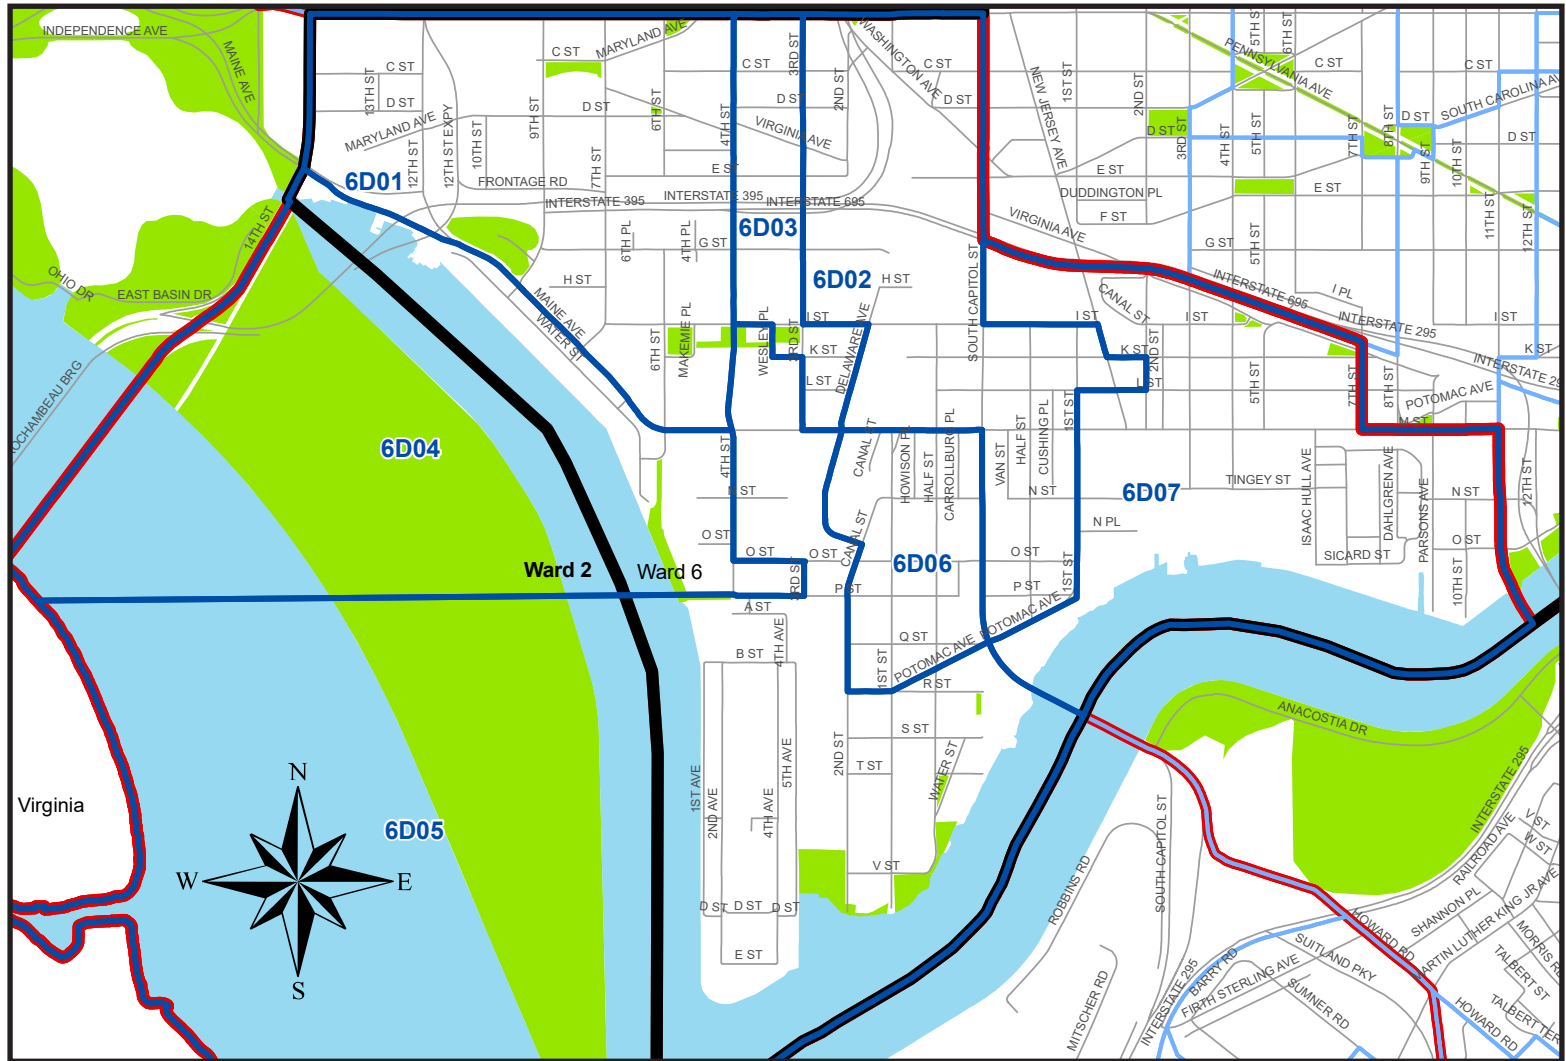 INDEPENDENCE AVE
MAINE AVE
C ST
MARYLAND AVE
WASHINGTON AVE
3RD ST
5TH ST
6TH ST
PENNSYLVANIA AVE
13TH ST
C ST
C ST
C ST
C ST
C ST
NEW JERSEY AVE
1ST ST
2ND ST
2ND ST
D ST
D ST
D ST
D ST
SOUTH CAROLINA AV
12TH ST EXPY
9TH ST
6TH ST
4TH ST
VIRGINIA AVE
8TH ST
D ST
D ST
D ST
3RD ST
4TH ST
5TH ST
7TH ST
MARYLAND AVE
10TH ST
12TH ST
7TH ST
E ST
E ST
E ST
9TH ST
10TH ST
6D01
FRONTAGE RD
INTERSTATE 395
INTERSTATE 395
INTERSTATE 695
DUDDINGTON PL
F ST
11TH ST
12TH ST
14TH ST
6TH PL
4TH PL
G ST
6D03
VIRGINIA AVE
G ST
5TH ST
SOUTH CAPITOL ST
OHIO DR
EAST BASIN DR
H ST
6D02
H ST
CANAL ST
INTERSTATE 695
I PL
MAINE AVE
WATER ST
6TH ST
MAKEMIE PL
WESLEY PL
3RD ST
I ST
DELAWARE AVE
I ST
I ST
I ST
INTERSTATE 295
K ST
K ST
K ST
2ND ST
INTERSTATE 29
L ST
L ST
1ST ST
5TH ST
7TH ST
8TH ST
POTOMAC AVE
M ST
ROCHAMBEAU BRG
6D04
4TH ST
CANAL ST
HOWISON PL
HALF ST
CARROLLBURG PL
VAN ST
HALF ST
CUSHING PL
N ST
N ST
6D07
TINGEY ST
ISAAC HULL AVE
DAHLGREN AVE
PARSONS AVE
N ST
12TH ST
N PL
O ST
O ST
O ST
CANAL ST
O ST
SICARD ST
O ST
6D06
Ward 2
Ward 6
3RD ST
P ST
P ST
1ST ST
10TH ST
A ST
4TH AVE
Q ST
POTOMAC AVE
POTOMAC AVE
B ST
1ST ST
R ST
ANACOSTIA DR
S ST
2ND ST
T ST
WATER ST
1ST AVE
2ND AVE
4TH AVE
5TH AVE
Virginia
6D05
N
W
E
S
V ST
D ST
D ST
D ST
E ST
ROBBINS RD
SOUTH CAPITOL ST
INTERSTATE 295
RAILROAD AVE
V ST
W ST
SHANNON PL
MARTIN LUTHER KING JR AVE
HOWARD RD
SUITLAND PKY
BARRY RD
FIRTH STERLING AVE
SUMNER RD
MORRIS R
TALBERT ST
TALBERT TER
HOWARD RD
MITSCHER RD
INTERSTATE 295